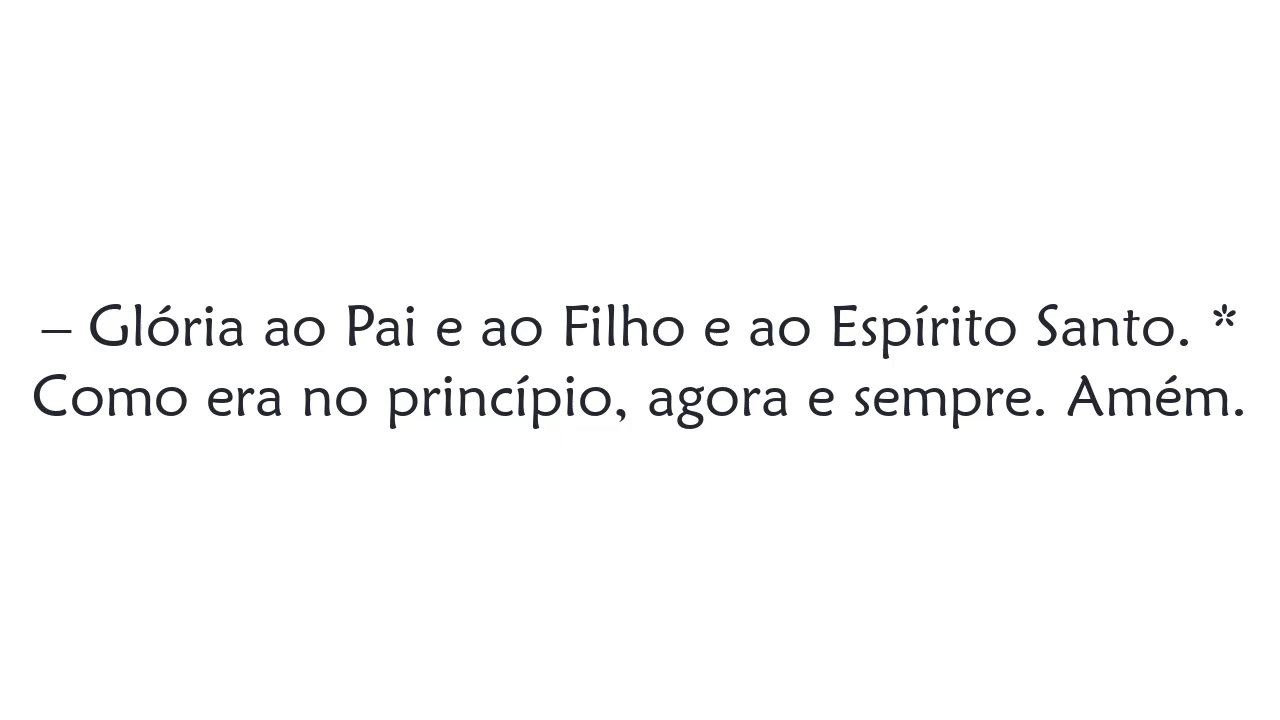 – Glória ao Pai e ao Filho e ao Espírito Santo. *
Como era no princípio, agora e sempre. Amém.